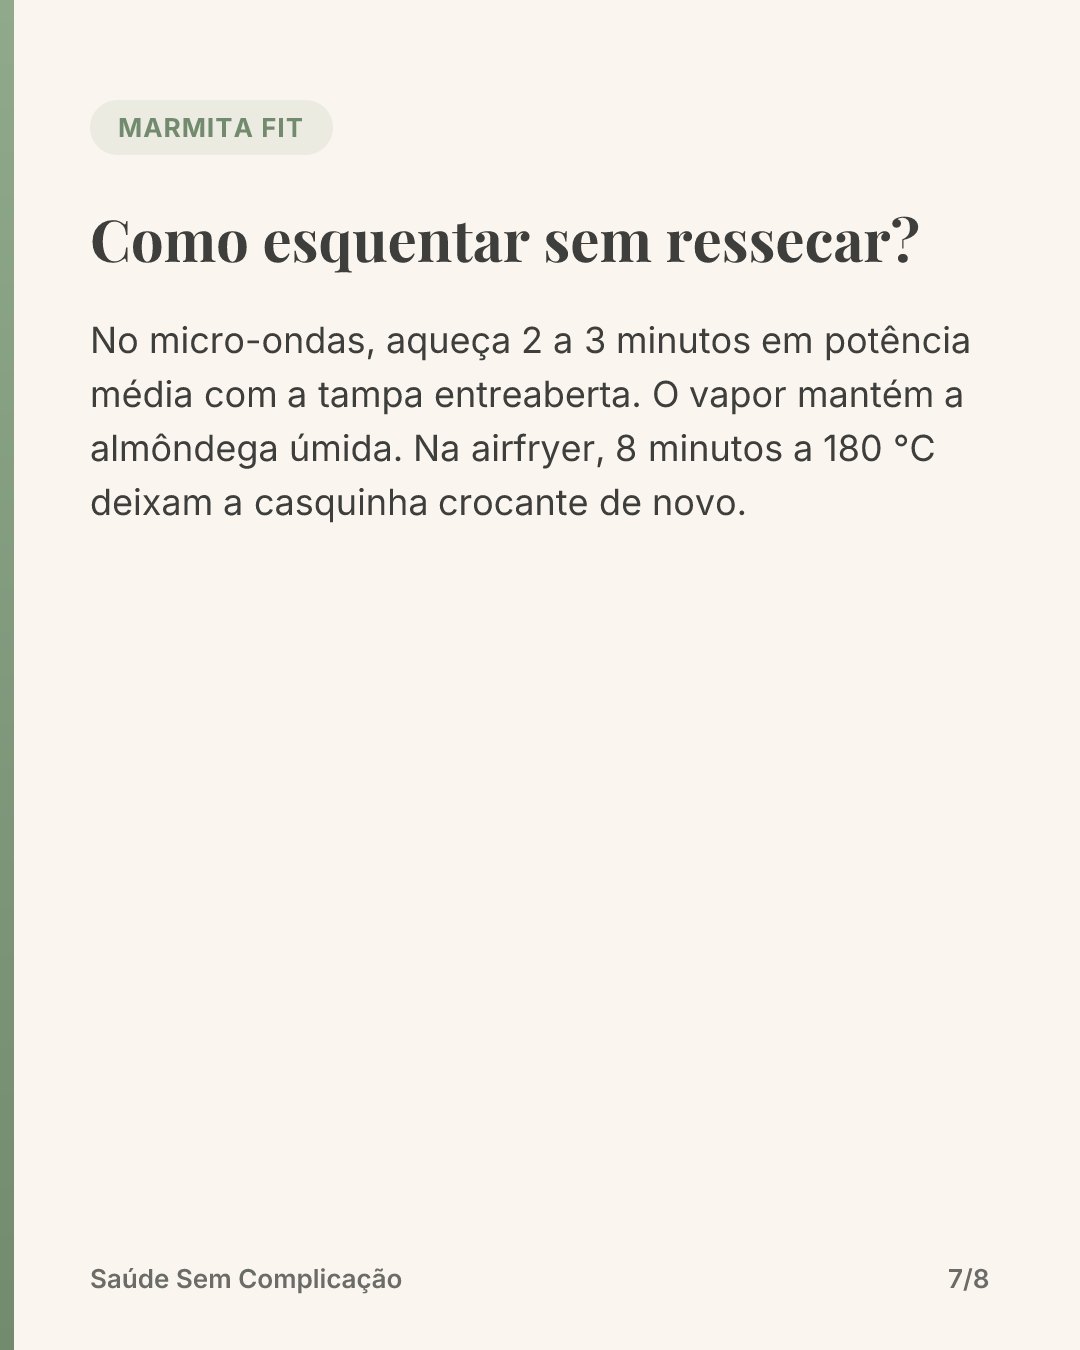 MARMITA FIT
Como esquentar sem ressecar?
No micro-ondas, aqueça 2 a 3 minutos em potência
média com a tampa entreaberta. O vapor mantém a
almôndega úmida. Na airfryer, 8 minutos a 180 °C
deixam a casquinha crocante de novo.
Saúde Sem Complicação
7/8